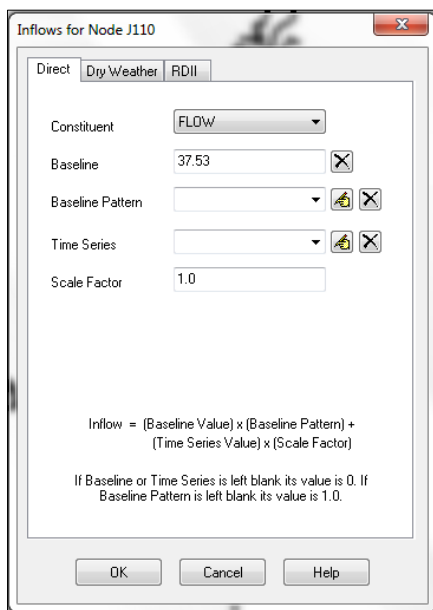 Inflows for Node J110
Direct Dry Weather RDII
Constituent FLOW
Baseline 37.53
Baseline Pattern
Time Series
Scale Factor 1.0
Inflow = (Baseline Value) x (Baseline Pattern) +
(Time Series Value) x (Scale Factor)
If Baseline or Time Series is left blank its value is 0. If
Baseline Pattern is left blank its value is 1.0.
OK Cancel Help